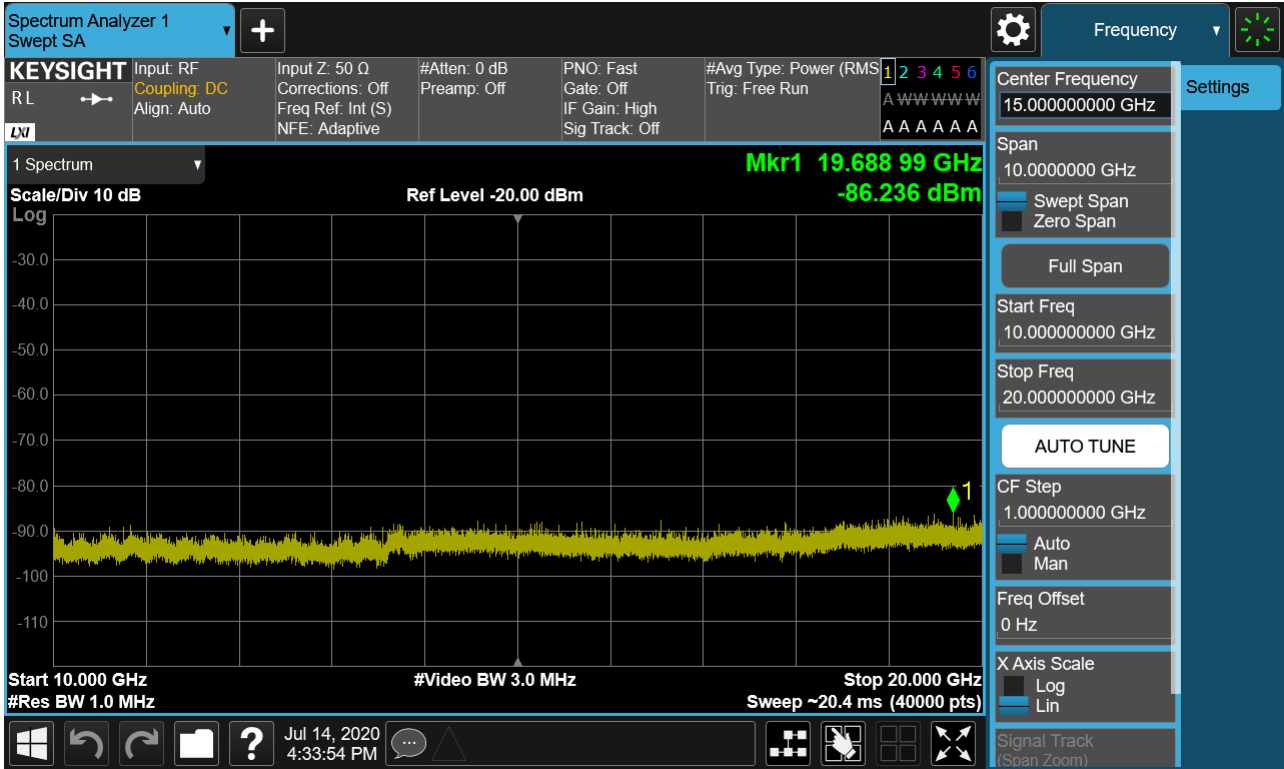 Spectrum Analyzer 1
Swept SA
+
Frequency
KEYSIGHT
R L
LXI
Input: RF
Coupling: DC
Align: Auto
Input Z: 50 Ω
Corrections: Off
Freq Ref: Int (S)
NFE: Adaptive
#Atten: 0 dB
Preamp: Off
PNO: Fast
Gate: Off
IF Gain: High
Sig Track: Off
#Avg Type: Power (RMS
Trig: Free Run
1 2 3 4 5 6
A W W W W W
A A A A A A
1 Spectrum
Mkr1 19.688 99 GHz
-86.236 dBm
Scale/Div 10 dB
Ref Level -20.00 dBm
Log
-30.0
-40.0
-50.0
-60.0
-70.0
-80.0
-90.0
-100
-110
1
Start 10.000 GHz
#Video BW 3.0 MHz
Stop 20.000 GHz
#Res BW 1.0 MHz
Sweep ~20.4 ms (40000 pts)
Center Frequency
15.000000000 GHz
Span
10.0000000 GHz
Swept Span
Zero Span
Full Span
Start Freq
10.000000000 GHz
Stop Freq
20.000000000 GHz
AUTO TUNE
CF Step
1.000000000 GHz
Auto
Man
Freq Offset
0 Hz
X Axis Scale
Log
Lin
Signal Track
(Span Zoom)
Settings
?
Jul 14, 2020
4:33:54 PM